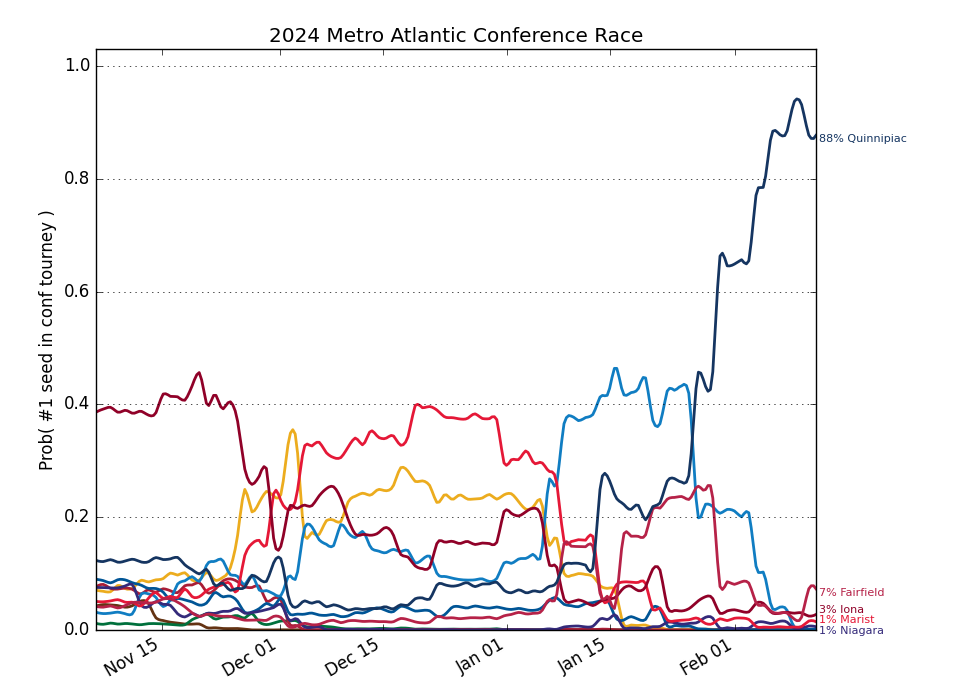 2024 Metro Atlantic Conference Race
Prob( #1 seed in conf tourney )
1.0
0.8
0.6
0.4
0.2
0.0
Nov 15
Dec 01
Dec 15
Jan 01
Jan 15
Feb 01
88% Quinnipiac
7% Fairfield
3% Iona
1% Marist
1% Niagara